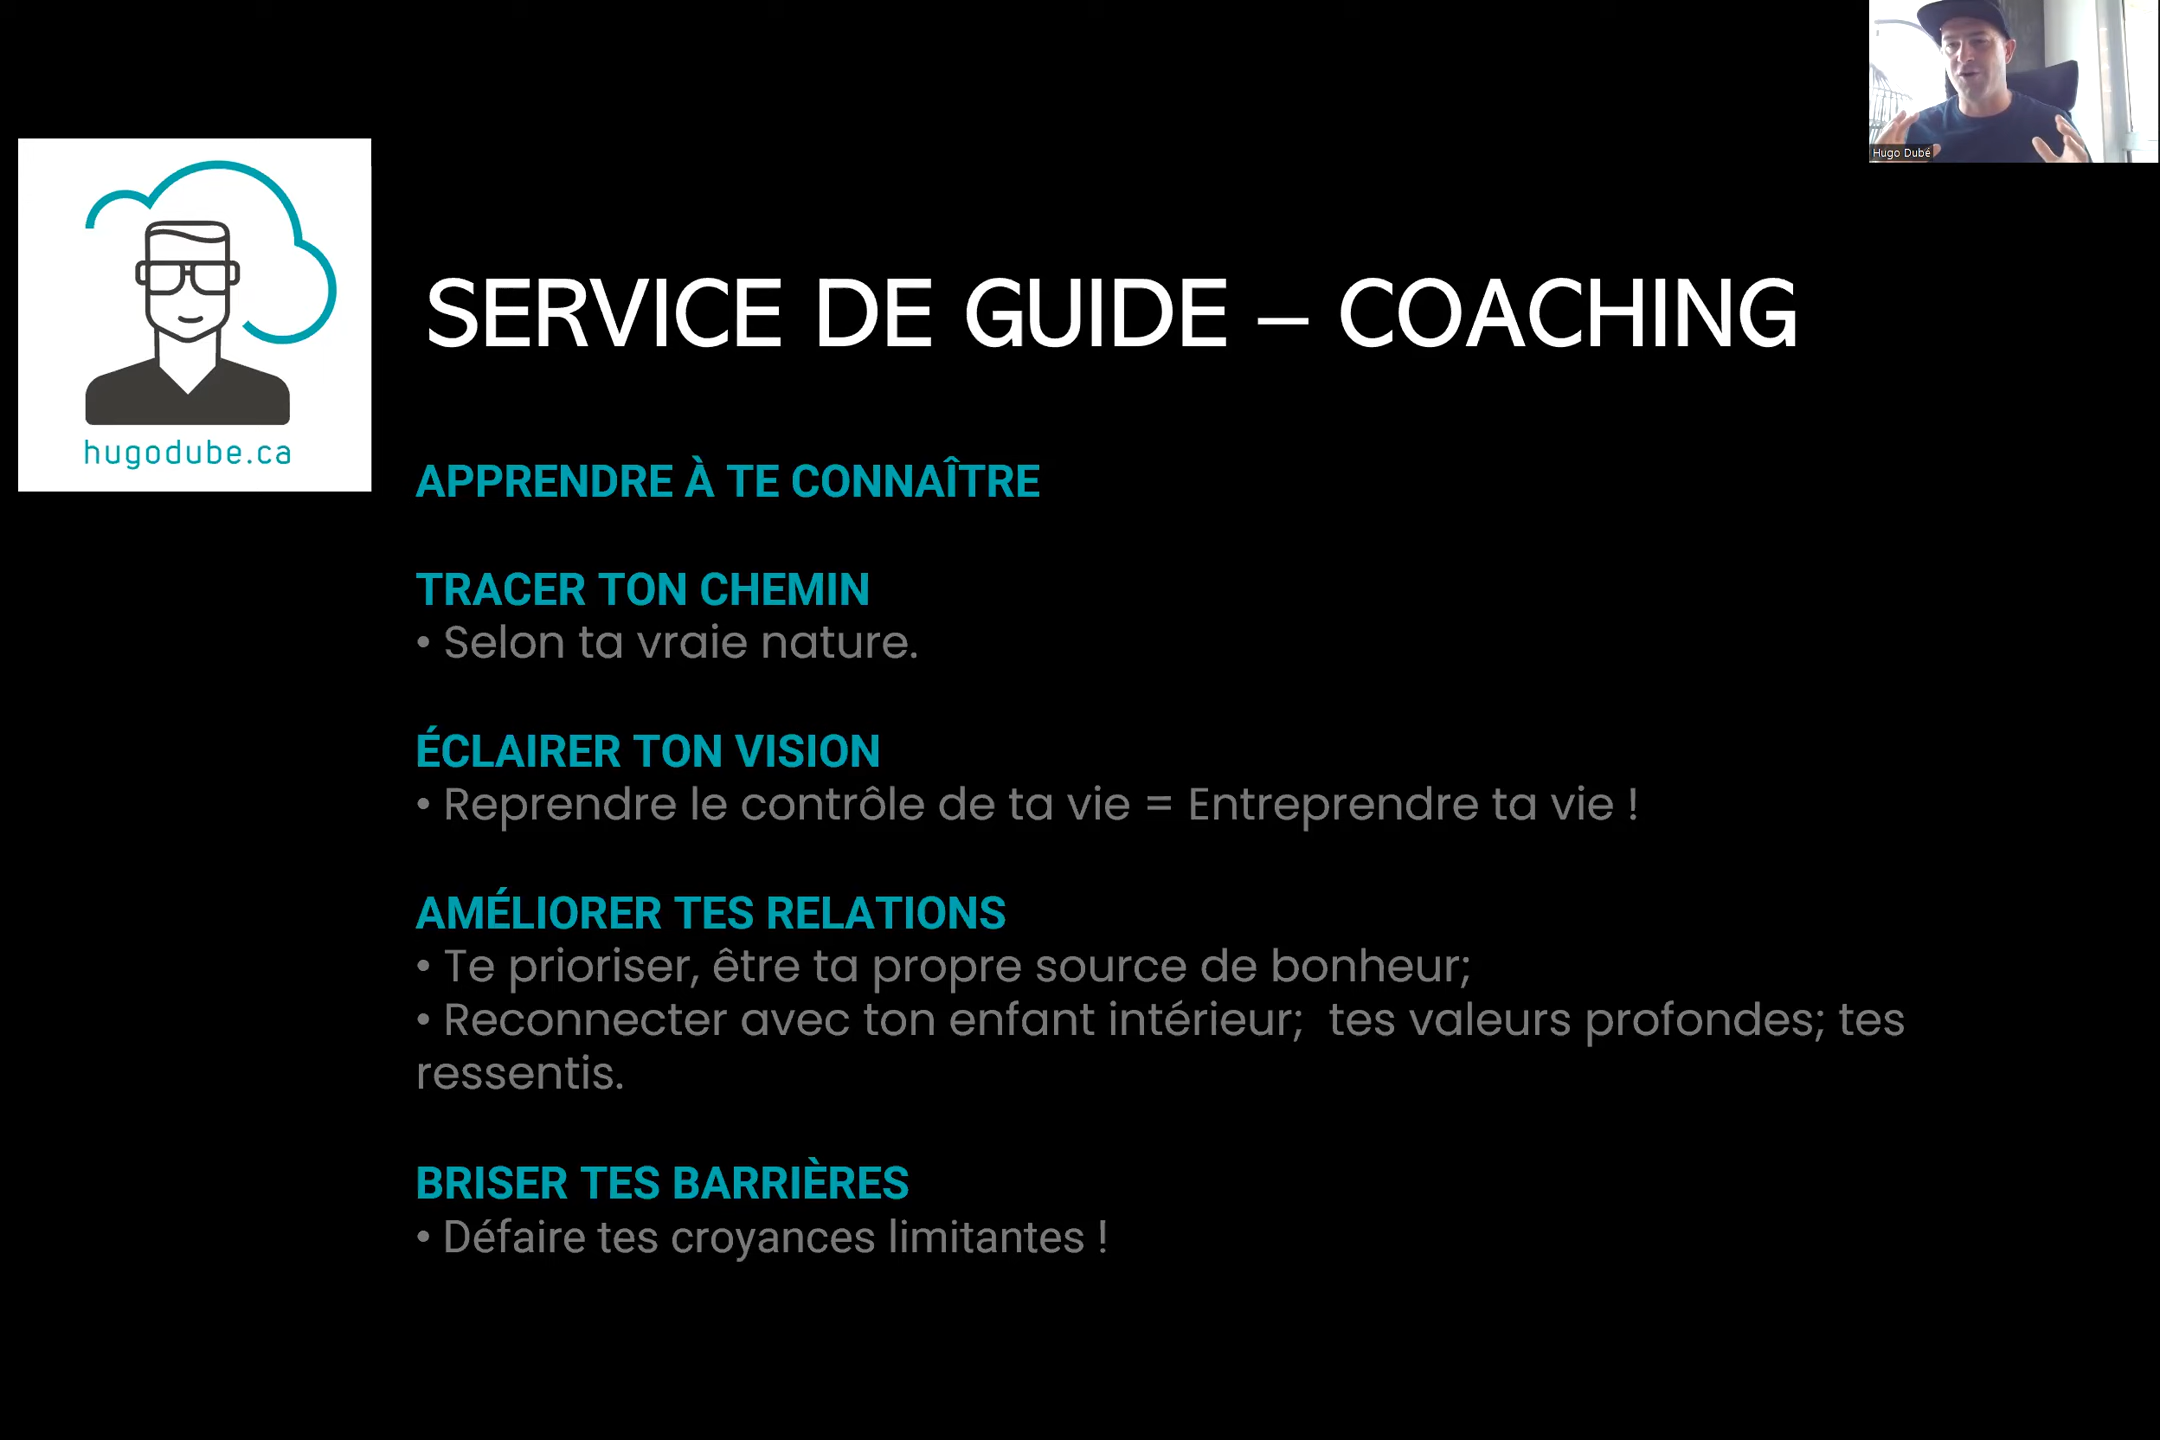 Hugo Dubé
hugodube.ca
SERVICE DE GUIDE – COACHING
APPRENDRE À TE CONNAÎTRE
TRACER TON CHEMIN
• Selon ta vraie nature.
ÉCLAIRER TON VISION
• Reprendre le contrôle de ta vie = Entreprendre ta vie !
AMÉLIORER TES RELATIONS
• Te prioriser, être ta propre source de bonheur;
• Reconnecter avec ton enfant intérieur;  tes valeurs profondes; tes
ressentis.
BRISER TES BARRIÈRES
• Défaire tes croyances limitantes !